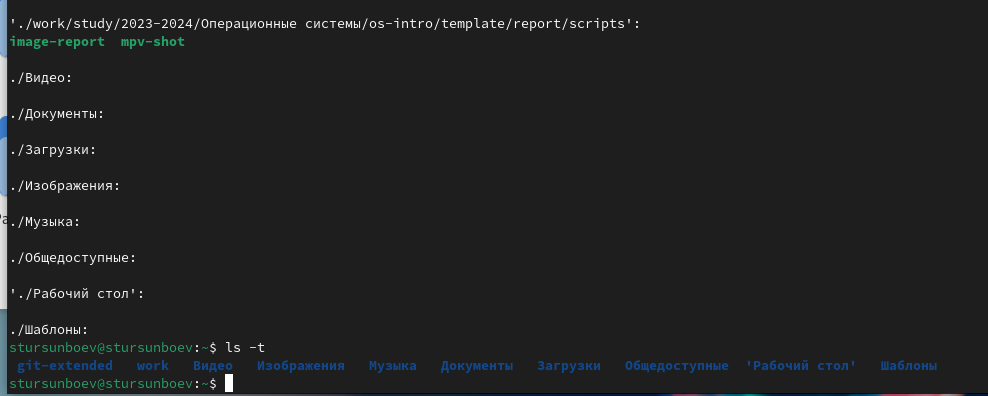 './work/study/2023-2024/Операционные системы/os-intro/template/report/scripts':
image-report  mpv-shot
./Видео:
./Документы:
./Загрузки:
./Изображения:
./Музыка:
./Общедоступные:
'./Рабочий стол':
./Шаблоны:
stursunboev@stursunboev:~$ ls -t
git-extended  work  Видео  Изображения  Музыка  Документы  Загрузки  Общедоступные  'Рабочий стол'  Шаблоны
stursunboev@stursunboev:~$